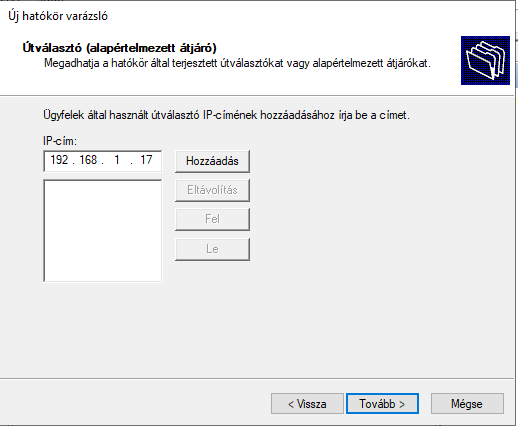 Új hatókör varázsló
Útválasztó (alapértelmezett átjáró)
Megadhatja a hatókör által terjesztett útválasztókat vagy alapértelmezett átjárókat.
Ügyfelek által használt útválasztó IP-címének hozzáadásához írja be a címet.
IP-cím:
192 . 168 . 1 . 17
Hozzáadás
Eltávolítás
Fel
Le
< Vissza
Tovább >
Mégse